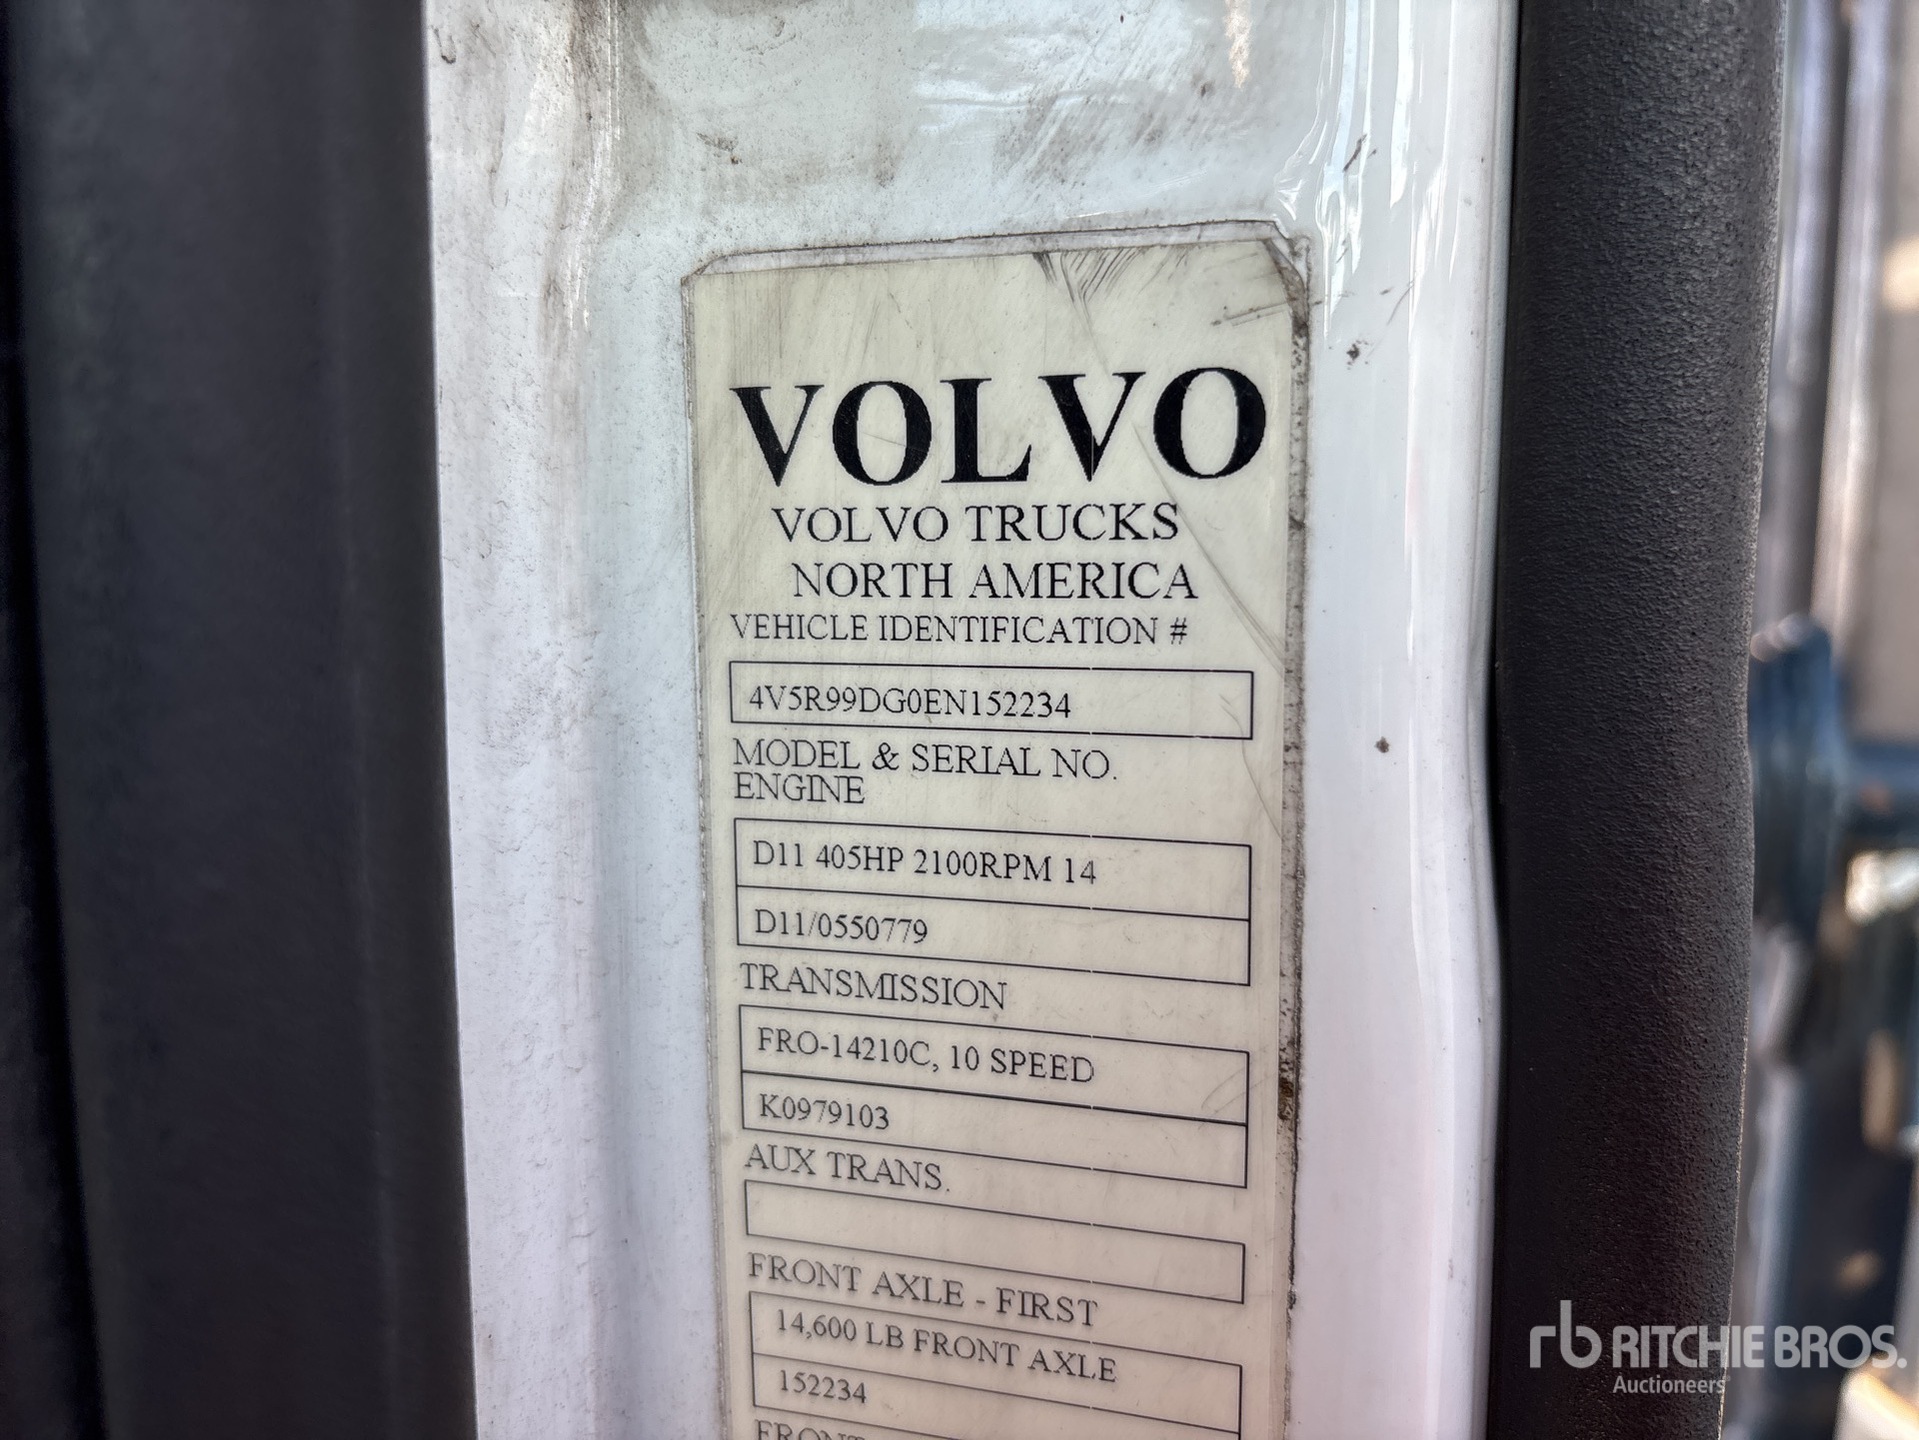 VOLVO
VOLVO TRUCKS
NORTH AMERICA
VEHICLE IDENTIFICATION #
4V5R99DG0EN152234
MODEL & SERIAL NO.
ENGINE
D11 405HP 2100RPM 14
D11/0550779
TRANSMISSION
FRO-14210C, 10 SPEED
K0979103
AUX TRANS.
FRONT AXLE - FIRST
14,600 LB FRONT AXLE
152234
FRONT
rb RITCHIE BROS.
Auctioneers